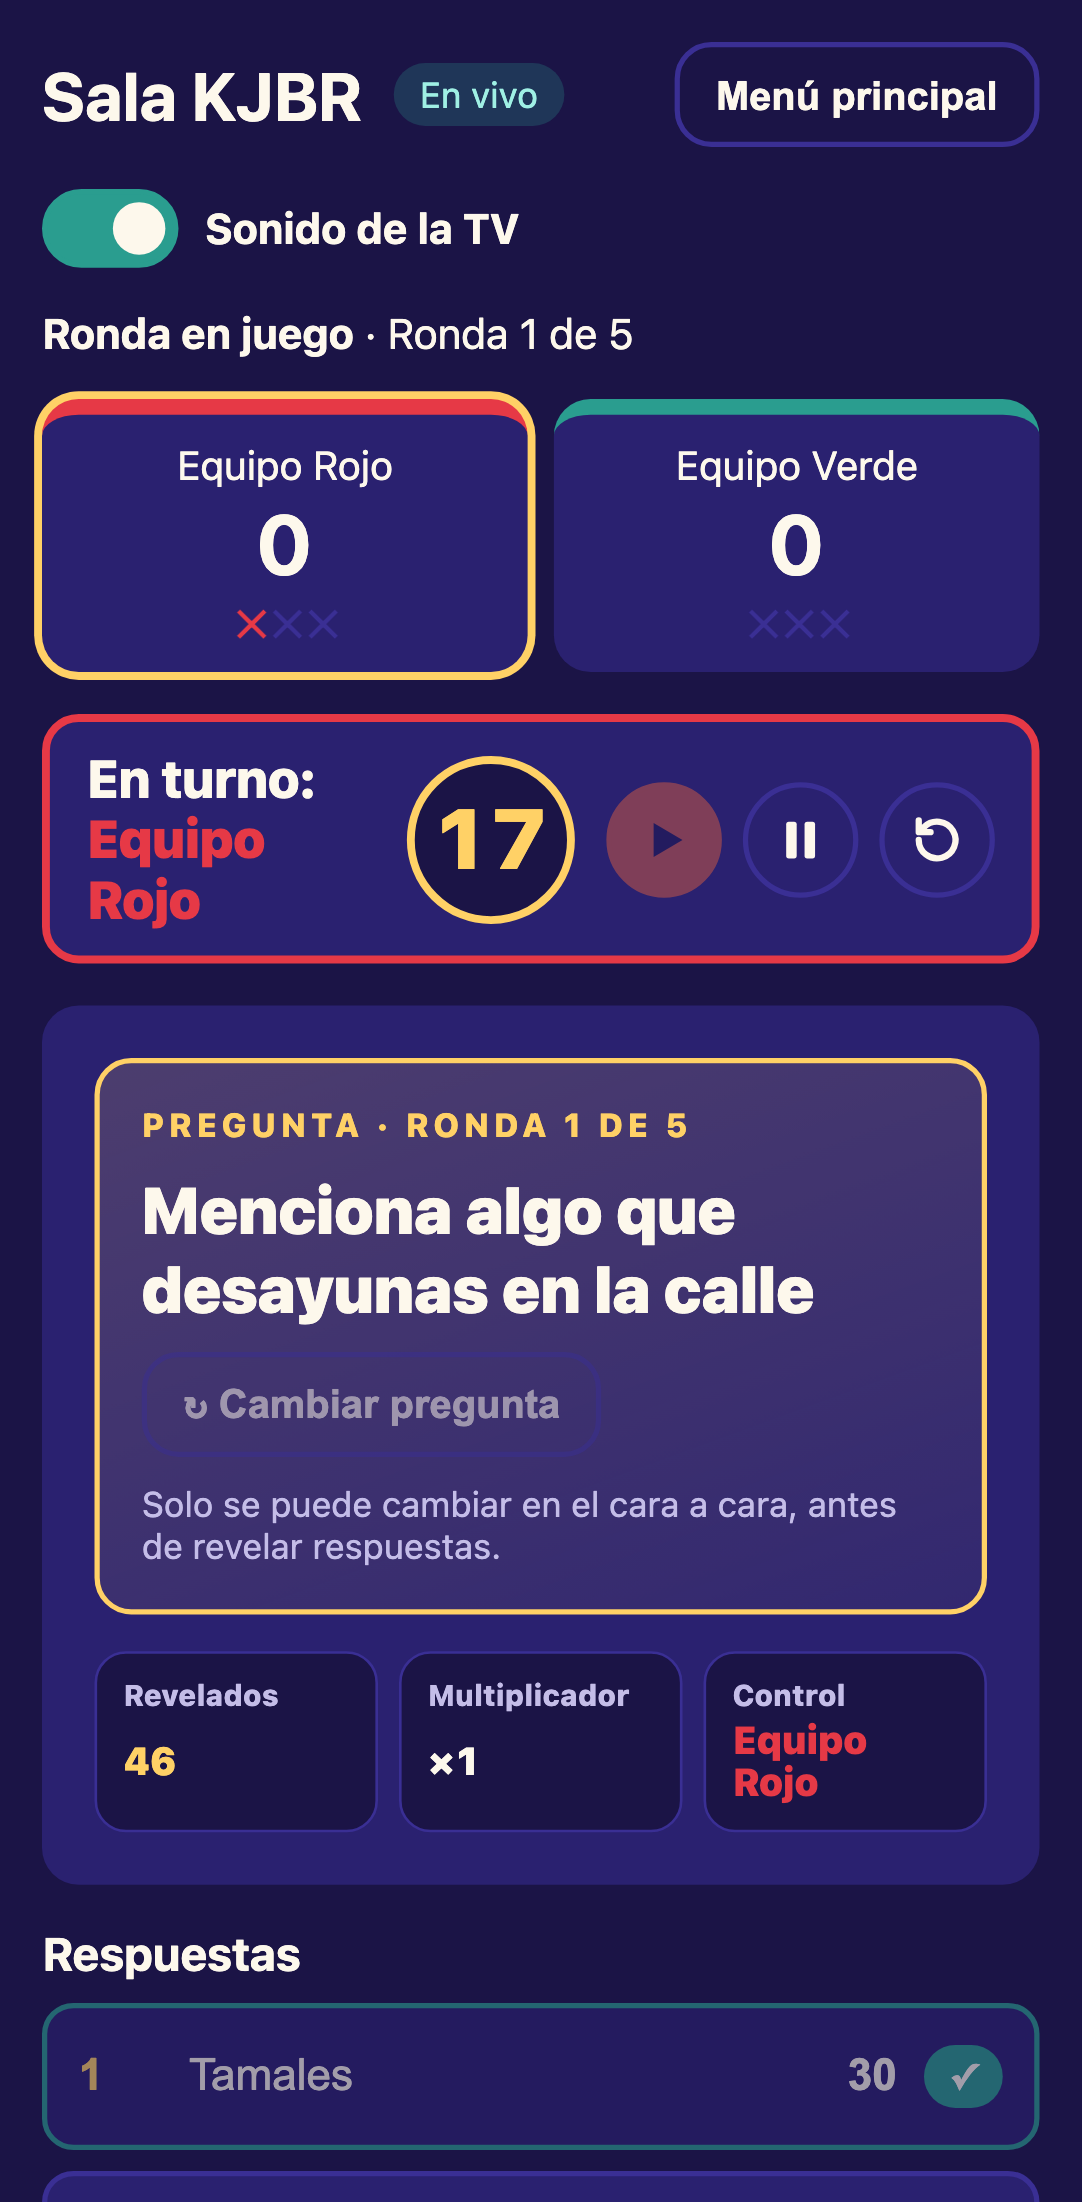 Sala KJBR
En vivo
Menú principal
Sonido de la TV
Ronda en juego · Ronda 1 de 5
Equipo Rojo
0
Equipo Verde
0
En turno:
Equipo
Rojo
17
PREGUNTA · RONDA 1 DE 5
Menciona algo que
desayunas en la calle
↻ Cambiar pregunta
Solo se puede cambiar en el cara a cara, antes
de revelar respuestas.
Revelados
46
Multiplicador
×1
Control
Equipo
Rojo
Respuestas
1 Tamales 30 ✓